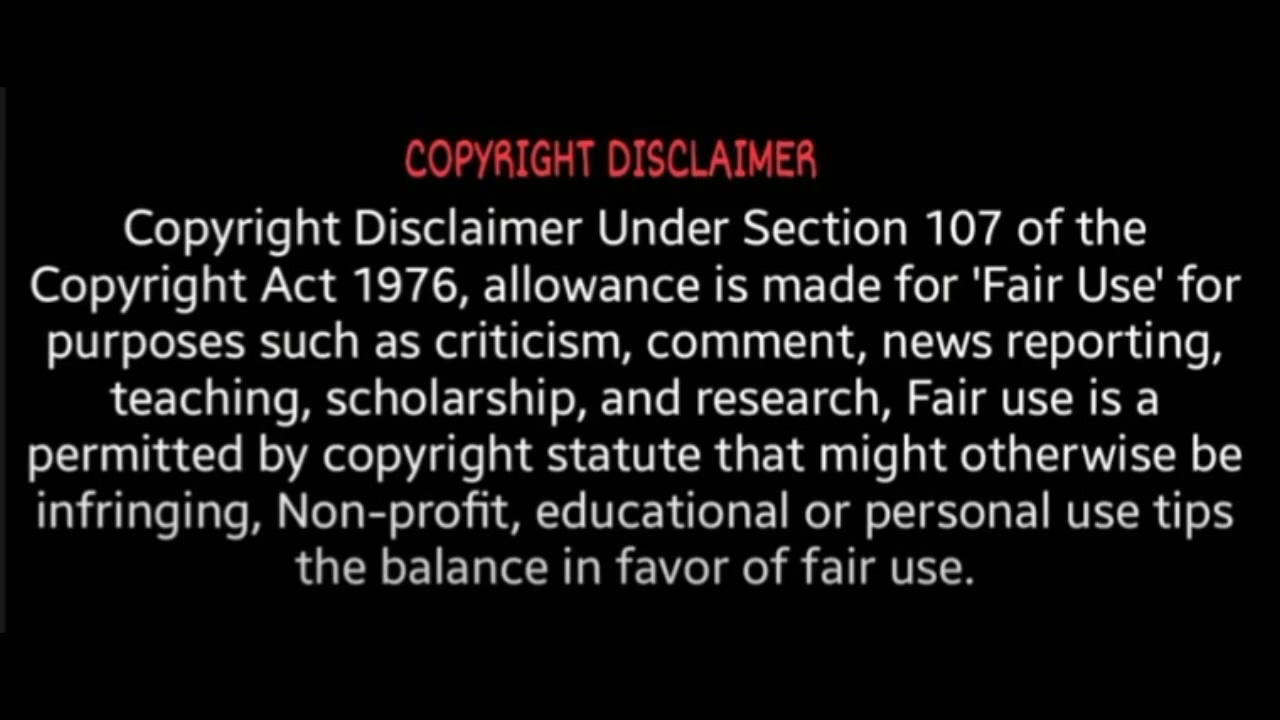 COPYRIGHT DISCLAIMER
Copyright Disclaimer Under Section 107 of the
Copyright Act 1976, allowance is made for 'Fair Use' for
purposes such as criticism, comment, news reporting,
teaching, scholarship, and research, Fair use is a
permitted by copyright statute that might otherwise be
infringing, Non-profit, educational or personal use tips
the balance in favor of fair use.